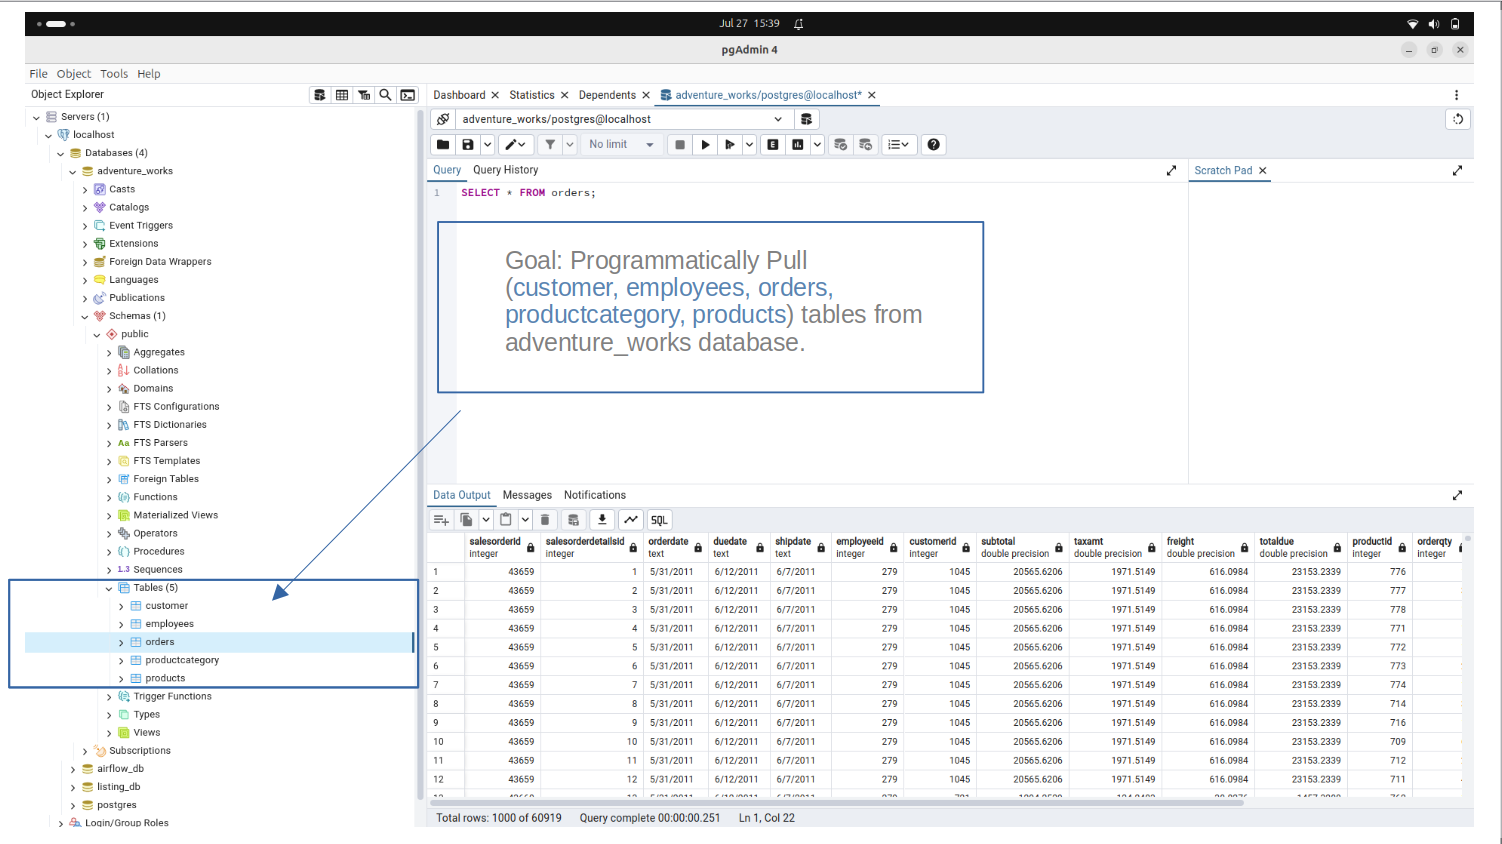 Jul 27 15:39
pgAdmin 4
File Object Tools Help
Object Explorer
Servers (1)
localhost
Databases (4)
adventure_works
Casts
Catalogs
Event Triggers
Extensions
Foreign Data Wrappers
Languages
Publications
Schemas (1)
public
Aggregates
Collations
Domains
FTS Configurations
FTS Dictionaries
Aa FTS Parsers
FTS Templates
Foreign Tables
Functions
Materialized Views
Operators
Procedures
1.3 Sequences
Tables (5)
customer
employees
orders
productcategory
products
Trigger Functions
Types
Views
Subscriptions
airflow_db
listing_db
postgres
Login/Group Roles
Dashboard Statistics Dependents adventure_works/postgres@localhost*
adventure_works/postgres@localhost
No limit E
Query Query History
Scratch Pad
1 SELECT * FROM orders;
Goal: Programmatically Pull
(customer, employees, orders,
productcategory, products) tables from
adventure_works database.
Data Output Messages Notifications
SQL
salesorderid salesorderdetailsid orderdate duedate shipdate employeeid customerid subtotal taxamt freight totaldue productid orderqty
integer integer text text text integer integer double precision double precision double precision double precision integer integer
1 43659 1 5/31/2011 6/12/2011 6/7/2011 279 1045 20565.6206 1971.5149 616.0984 23153.2339 776
2 43659 2 5/31/2011 6/12/2011 6/7/2011 279 1045 20565.6206 1971.5149 616.0984 23153.2339 777
3 43659 3 5/31/2011 6/12/2011 6/7/2011 279 1045 20565.6206 1971.5149 616.0984 23153.2339 778
4 43659 4 5/31/2011 6/12/2011 6/7/2011 279 1045 20565.6206 1971.5149 616.0984 23153.2339 771
5 43659 5 5/31/2011 6/12/2011 6/7/2011 279 1045 20565.6206 1971.5149 616.0984 23153.2339 772
6 43659 6 5/31/2011 6/12/2011 6/7/2011 279 1045 20565.6206 1971.5149 616.0984 23153.2339 773
7 43659 7 5/31/2011 6/12/2011 6/7/2011 279 1045 20565.6206 1971.5149 616.0984 23153.2339 774
8 43659 8 5/31/2011 6/12/2011 6/7/2011 279 1045 20565.6206 1971.5149 616.0984 23153.2339 714
9 43659 9 5/31/2011 6/12/2011 6/7/2011 279 1045 20565.6206 1971.5149 616.0984 23153.2339 716
10 43659 10 5/31/2011 6/12/2011 6/7/2011 279 1045 20565.6206 1971.5149 616.0984 23153.2339 709
11 43659 11 5/31/2011 6/12/2011 6/7/2011 279 1045 20565.6206 1971.5149 616.0984 23153.2339 712
12 43659 12 5/31/2011 6/12/2011 6/7/2011 279 1045 20565.6206 1971.5149 616.0984 23153.2339 711
Total rows: 1000 of 60919 Query complete 00:00:00.251 Ln 1, Col 22